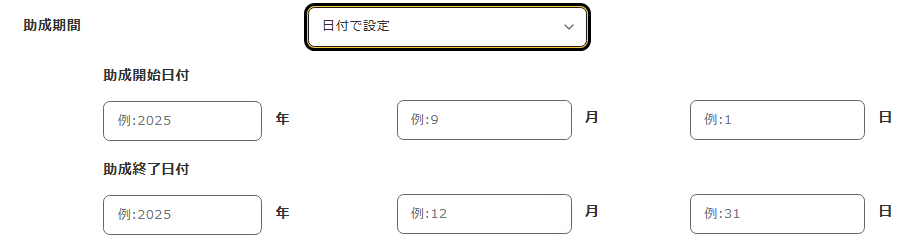 助成期間 日付で設定
助成開始日付
例:2025 年 例:9 月 例:1 日
助成終了日付
例:2025 年 例:12 月 例:31 日